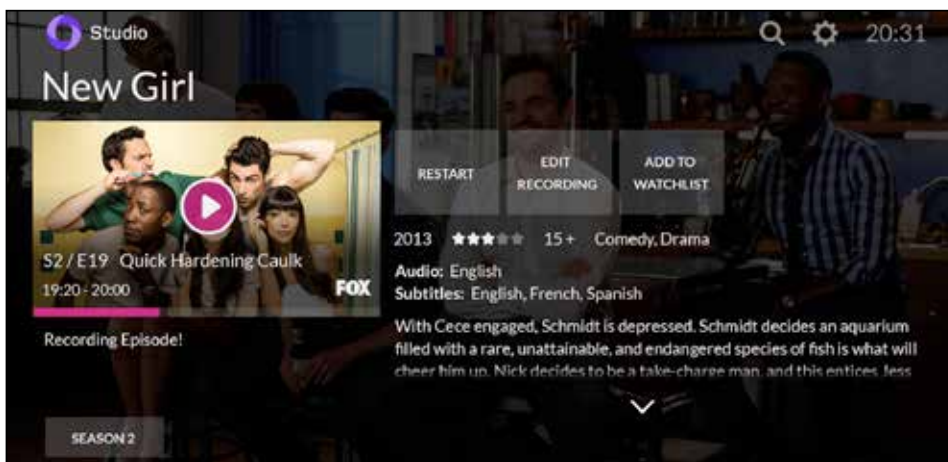 Studio
20:31
New Girl
RESTART
EDIT
RECORDING
ADD TO
WATCHLIST
S2 / E19 Quick Hardening Caulk
19:20 - 20:00
FOX
2013
15+
Comedy, Drama
Audio: English
Subtitles: English, French, Spanish
Recording Episode!
With Cece engaged, Schmidt is depressed. Schmidt decides an aquarium
filled with a rare, unattainable, and endangered species of fish is what will
cheer him up. Nick decides to be a take-charge man, and this entices Jess
SEASON 2